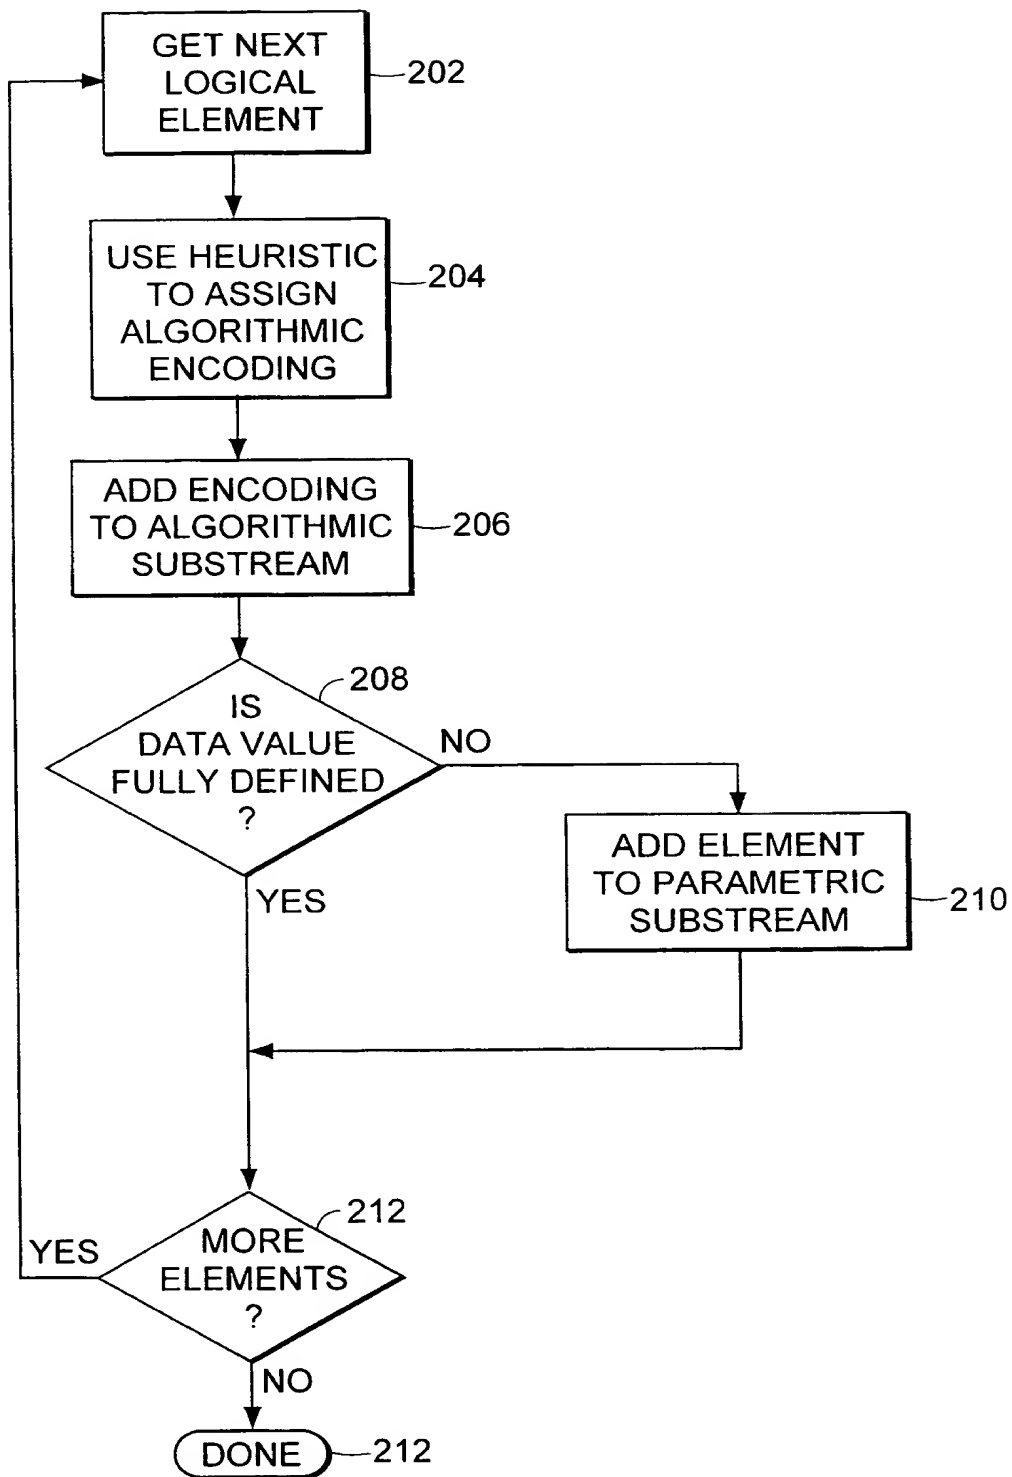 GET NEXT
LOGICAL
ELEMENT
202
USE HEURISTIC
TO ASSIGN
ALGORITHMIC
ENCODING
204
ADD ENCODING
TO ALGORITHMIC
SUBSTREAM
206
208
IS
DATA VALUE
FULLY DEFINED
?
NO
YES
ADD ELEMENT
TO PARAMETRIC
SUBSTREAM
210
212
MORE
ELEMENTS
?
YES
NO
DONE
212